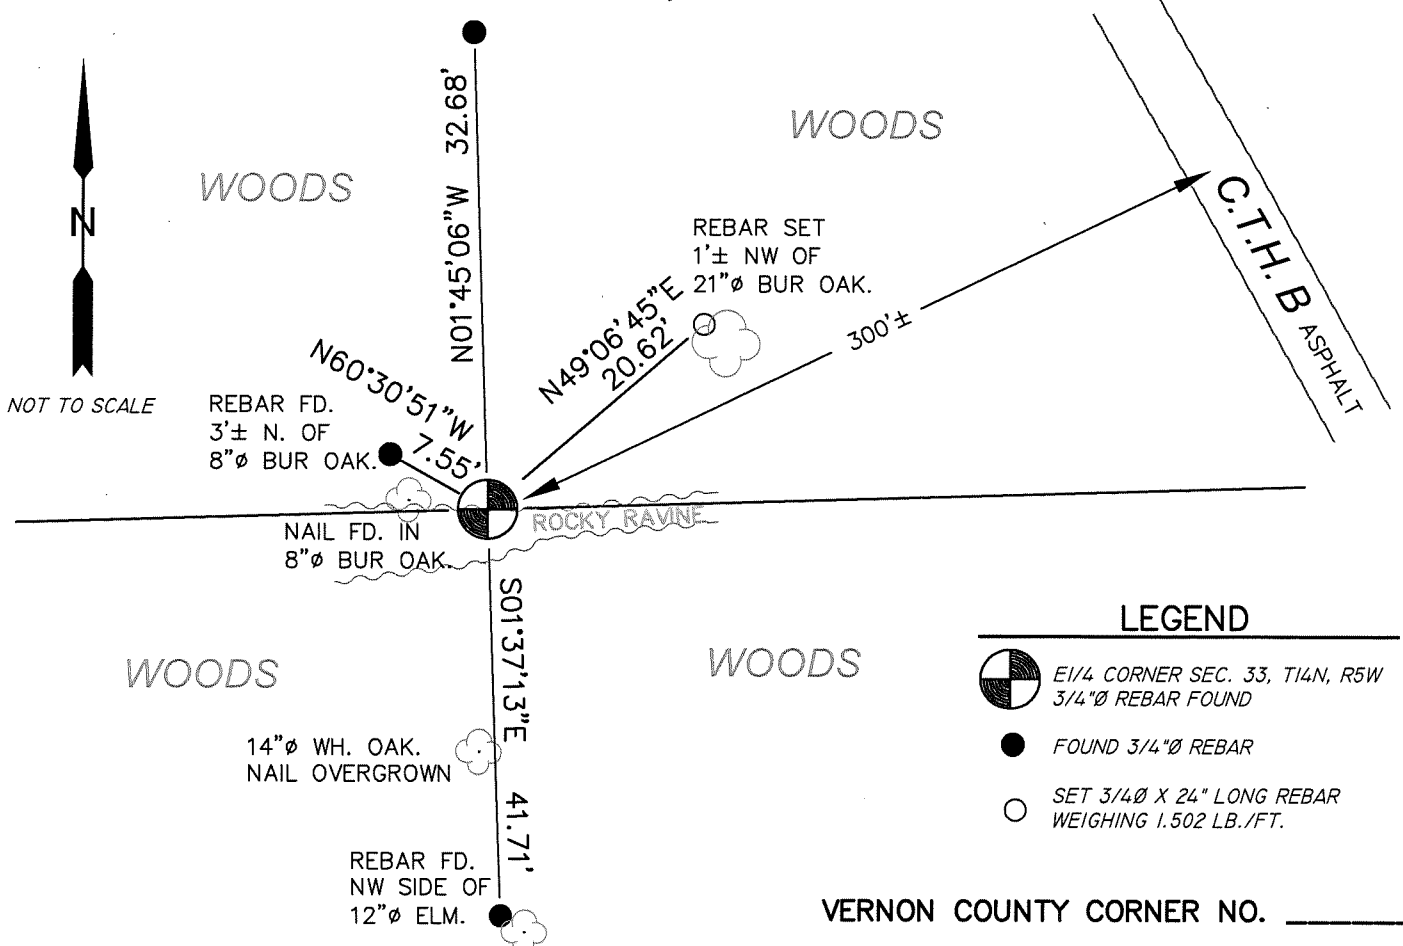 WOODS
WOODS
N
NOT TO SCALE
N01°45'06"W 32.68'
REBAR SET
1'± NW OF
21"ø BUR OAK.
N49°06'45"E
20.62'
300'±
C.T.H. B ASPHALT
N60°30'51"W
7.55'
REBAR FD.
3'± N. OF
8"ø BUR OAK.
NAIL FD. IN
8"ø BUR OAK.
ROCKY RAVINE
S01°37'13"E 41.71'
WOODS
WOODS
14"ø WH. OAK.
NAIL OVERGROWN
REBAR FD.
NW SIDE OF
12"ø ELM.
LEGEND
E1/4 CORNER SEC. 33, T14N, R5W
3/4"Ø REBAR FOUND
FOUND 3/4"Ø REBAR
SET 3/4Ø X 24" LONG REBAR
WEIGHING 1.502 LB./FT.
VERNON COUNTY CORNER NO. ______